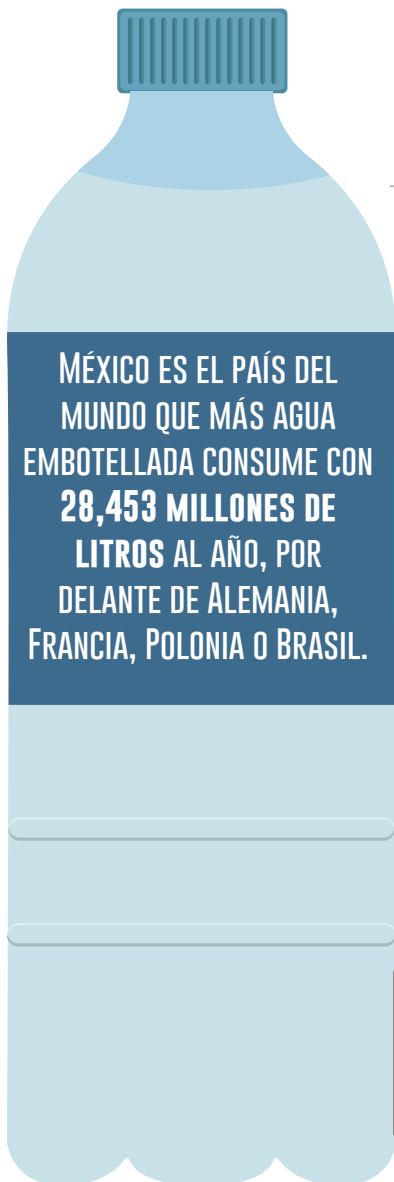 México es el país del
mundo que más agua
embotellada consume con
28,453 millones de
litros al año, por
delante de Alemania,
Francia, Polonia o Brasil.